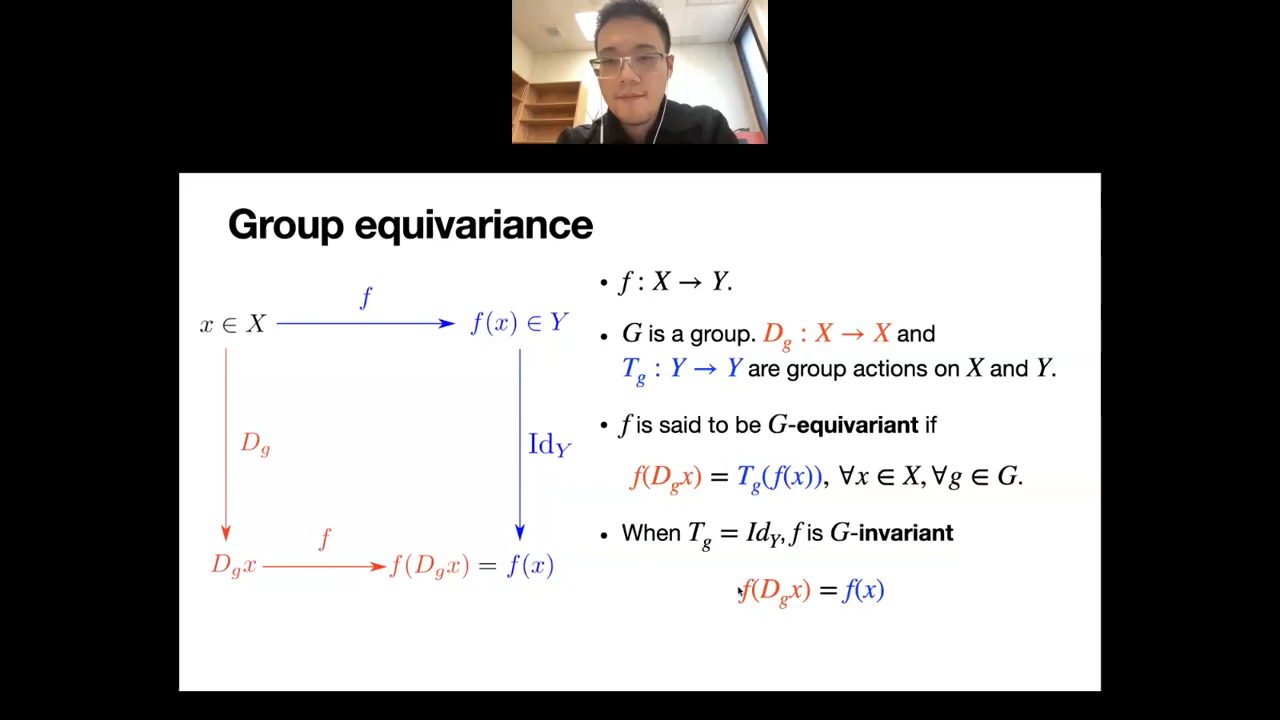 Group equivariance
f
x ∈ X
f(x) ∈ Y
D_g
Id_Y
f
D_g x
f(D_g x) = f(x)
• f : X → Y.
• G is a group. D_g : X → X and
T_g : Y → Y are group actions on X and Y.
• f is said to be G-equivariant if
f(D_g x) = T_g(f(x)), ∀x ∈ X, ∀g ∈ G.
• When T_g = Id_Y, f is G-invariant
f(D_g x) = f(x)